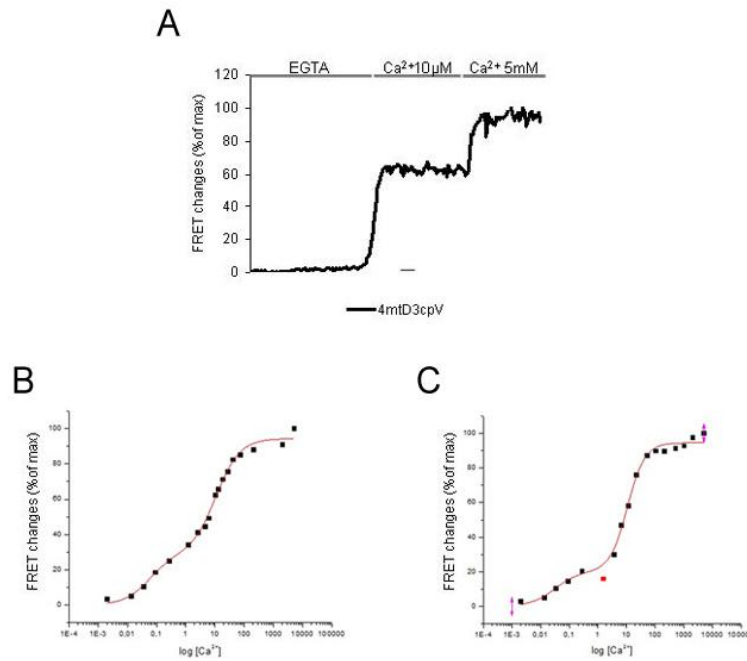 A
EGTA Ca²⁺10µM Ca²⁺ 5mM
120
100
80
60
40
20
0
FRET changes (% of max)
4mtD3cpV
B
FRET changes (% of max)
100
80
60
40
20
0
1E-4 1E-3 0,01 0,1 1 10 100 1000 10000 100000
log [Ca²⁺]
C
FRET changes (% of max)
100
80
60
40
20
0
1E-4 1E-3 0,01 0,1 1 10 100 1000 10000 100000
log [Ca²⁺]